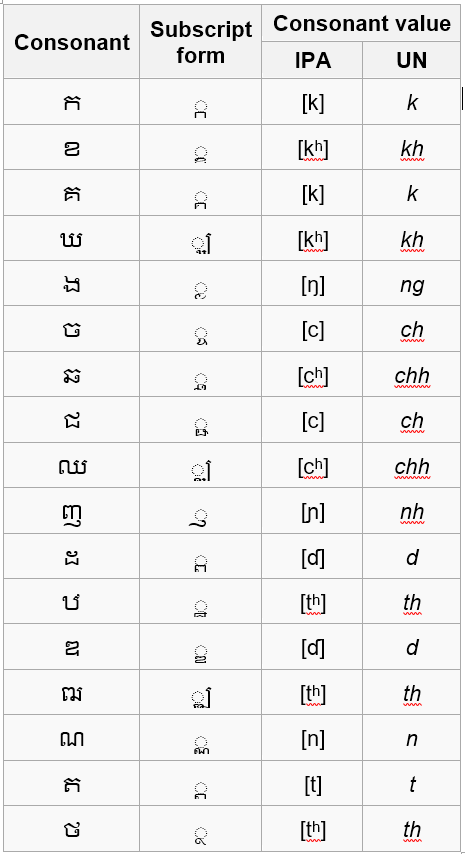 Consonant Subscript form Consonant value
IPA UN
ក ្ក [k] k
ខ ្ខ [kʰ] kh
គ ្គ [k] k
ឃ ្ឃ [kʰ] kh
ង ្ង [ŋ] ng
ច ្ច [c] ch
ឆ ្ឆ [cʰ] chh
ជ ្ជ [c] ch
ឈ ្ឈ [cʰ] chh
ញ ្ញ [ɲ] nh
ដ ្ដ [ɗ] d
ឋ ្ឋ [tʰ] th
ឌ ្ឌ [ɗ] d
ឍ ្ឍ [tʰ] th
ណ ្ណ [n] n
ត ្ត [t] t
ថ ្ថ [tʰ] th